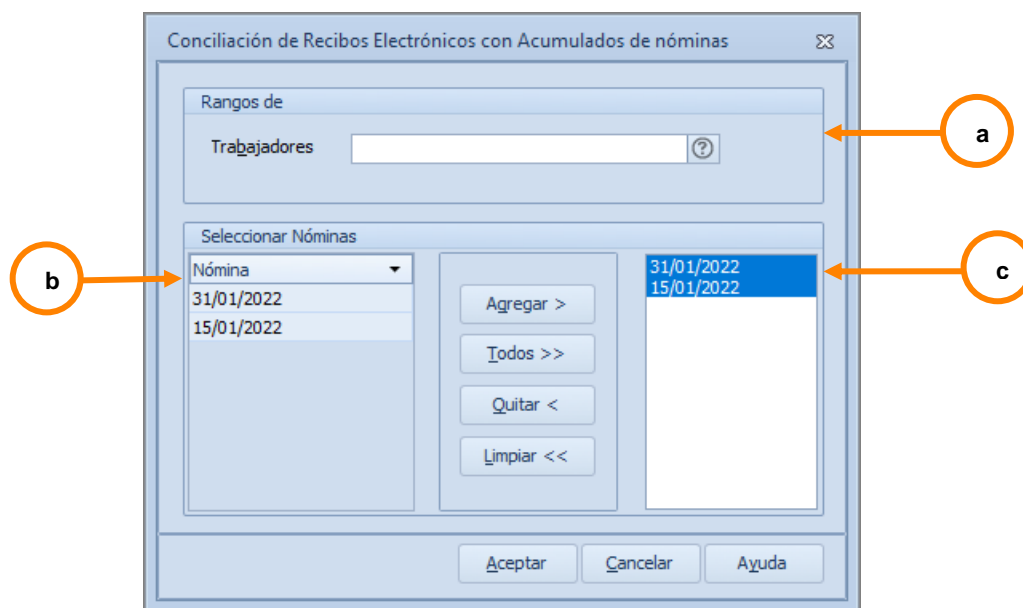 Conciliación de Recibos Electrónicos con Acumulados de nóminas
Rangos de
Trabajadores
a
Seleccionar Nóminas
b
Nómina
31/01/2022
15/01/2022
Agregar >
Todos >>
Quitar <
Limpiar <<
31/01/2022
15/01/2022
c
Aceptar
Cancelar
Ayuda